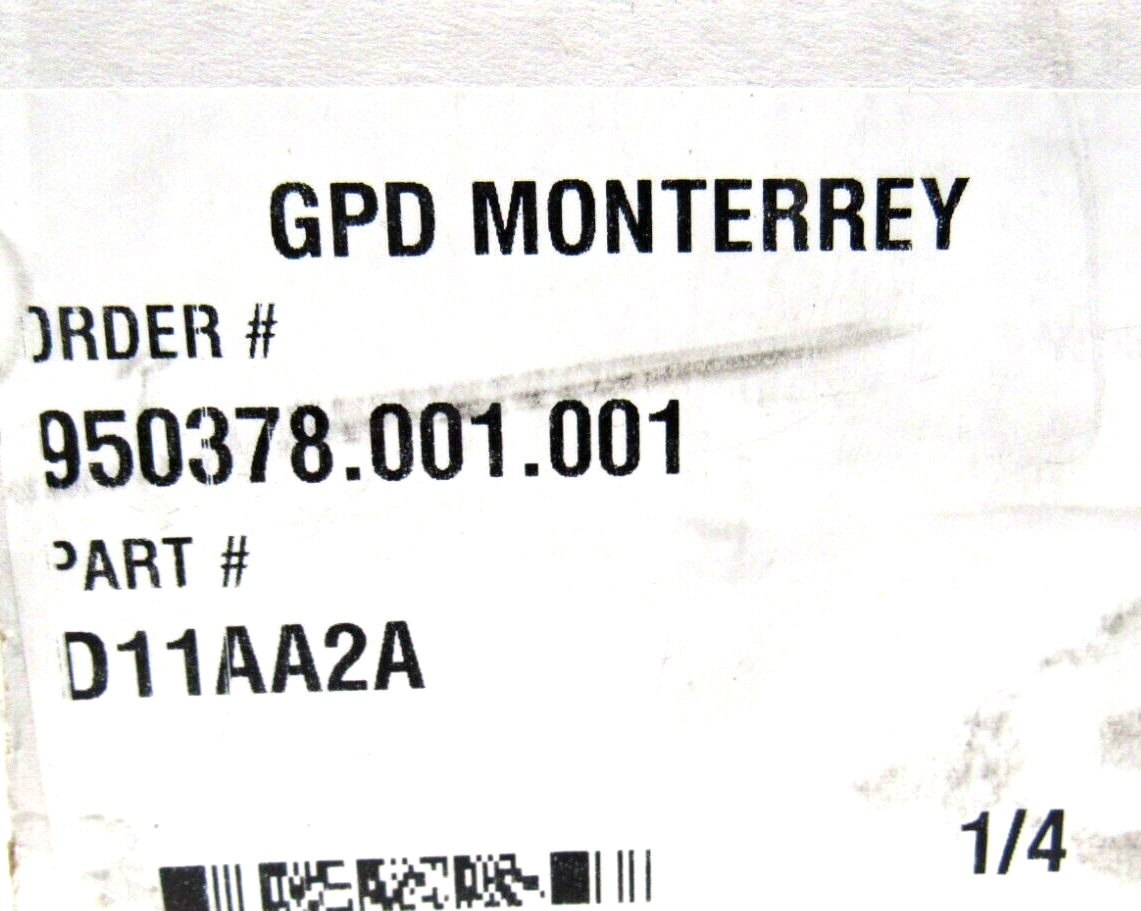 GPD MONTERREY
ORDER #
950378.001.001
PART #
D11AA2A
1/4